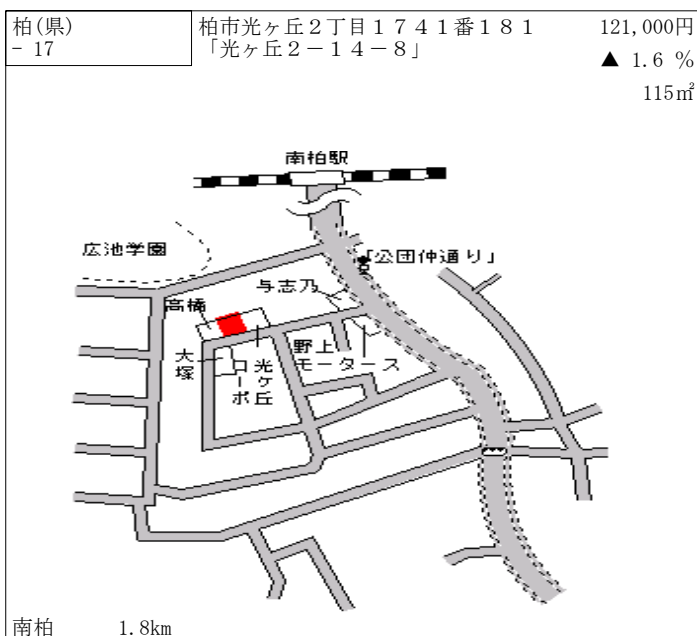 柏(県)
- 17
柏市光ヶ丘２丁目１７４１番１８１
「光ヶ丘２－１４－８」
121,000円
▲ 1.6 %
115㎡
南柏駅
広池学園
「公団仲通り」
与志乃
高橋
大塚
コーポ
光ヶ丘
野上
モータース
南柏 1.8km